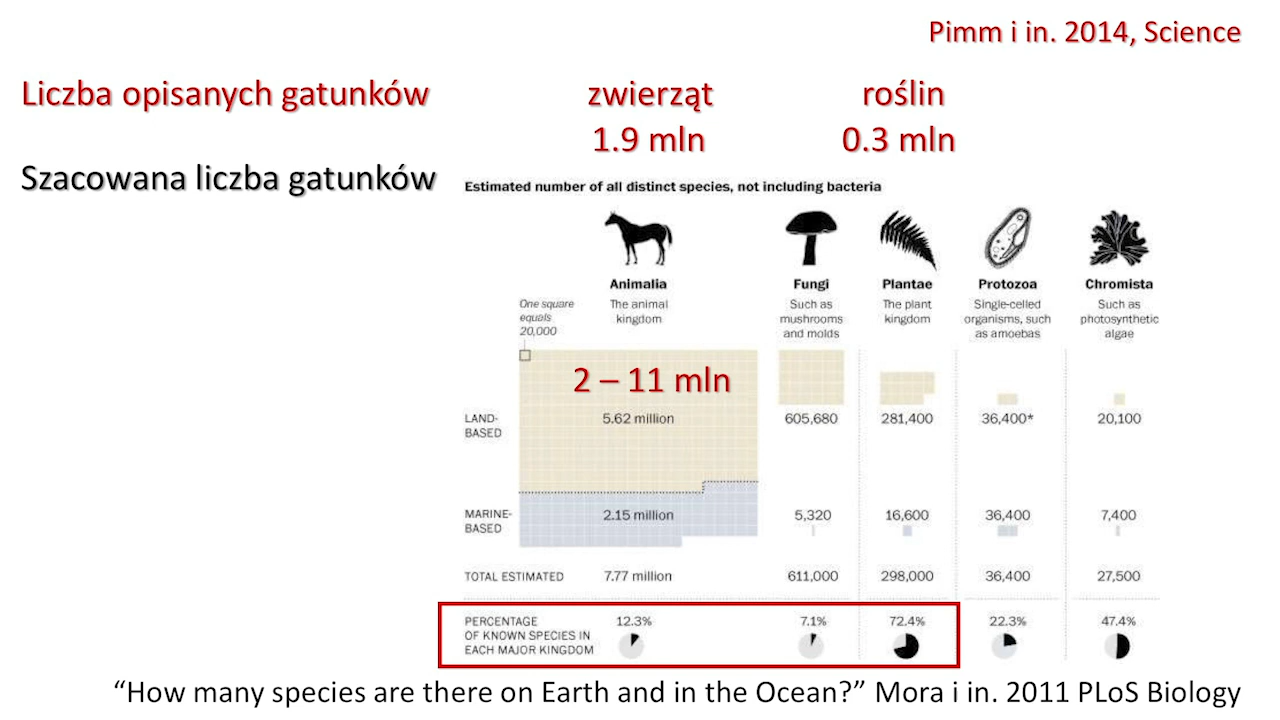 Pimm i in. 2014, Science
Liczba opisanych gatunków zwierząt roślin
1.9 mln 0.3 mln
Szacowana liczba gatunków
Estimated number of all distinct species, not including bacteria
Animalia Fungi Plantae Protozoa Chromista
One square The animal Such as The plant Single-celled Such as
equals kingdom mushrooms kingdom organisms, such photosynthetic
20,000 and molds as amoebas algae
2 – 11 mln
LAND- 5.62 million 605,680 281,400 36,400* 20,100
BASED
MARINE- 2.15 million 5,320 16,600 36,400 7,400
BASED
TOTAL ESTIMATED 7.77 million 611,000 298,000 36,400 27,500
PERCENTAGE 12.3% 7.1% 72.4% 22.3% 47.4%
OF KNOWN SPECIES IN
EACH MAJOR KINGDOM
“How many species are there on Earth and in the Ocean?” Mora i in. 2011 PLoS Biology